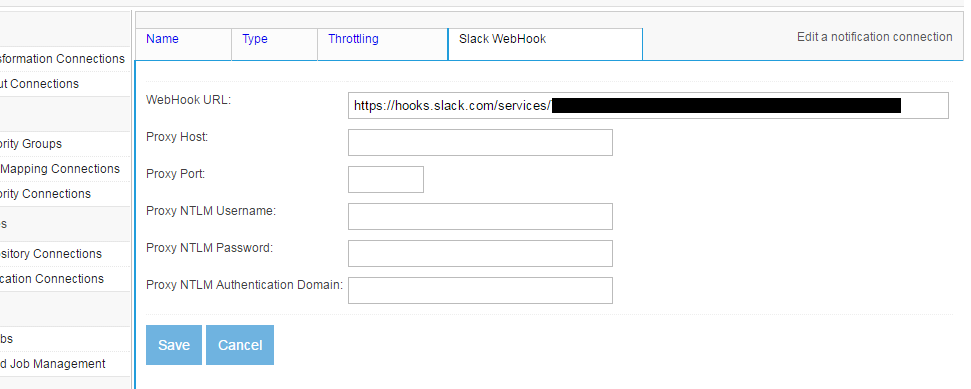 Name Type Throttling Slack WebHook Edit a notification connection
sformation Connections
ut Connections
WebHook URL: https://hooks.slack.com/services/
Proxy Host:
ority Groups
Mapping Connections
Proxy Port:
ority Connections
Proxy NTLM Username:
s
Proxy NTLM Password:
sitory Connections
cation Connections
Proxy NTLM Authentication Domain:
bs
Save Cancel
d Job Management